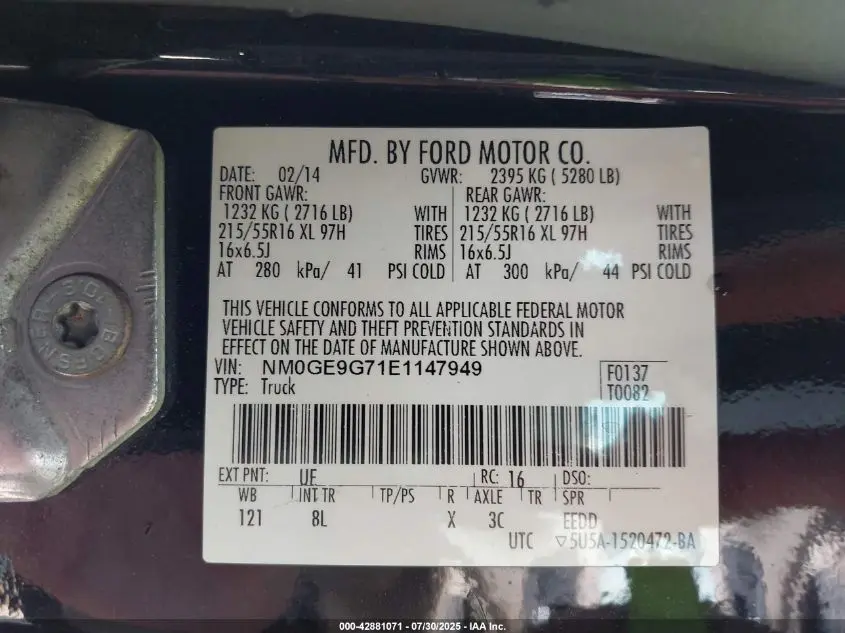 MFD. BY FORD MOTOR CO.
DATE: 02/14 GVWR: 2395 KG ( 5280 LB)
FRONT GAWR: REAR GAWR:
1232 KG ( 2716 LB) WITH 1232 KG ( 2716 LB) WITH
215/55R16 XL 97H TIRES 215/55R16 XL 97H TIRES
16x6.5J RIMS 16x6.5J RIMS
AT 280 kPa/ 41 PSI COLD AT 300 kPa/ 44 PSI COLD
THIS VEHICLE CONFORMS TO ALL APPLICABLE FEDERAL MOTOR
VEHICLE SAFETY AND THEFT PREVENTION STANDARDS IN
EFFECT ON THE DATE OF MANUFACTURE SHOWN ABOVE.
VIN: NM0GE9G71E1147949 F0137
TYPE: Truck T0082
EXT PNT: UF RC: 16 DSO:
WB INT TR TP/PS R AXLE TR SPR
121 8L X 3C EEDD
UTC ▽5U5A-1520472-BA
000-42881071 / 07/30/2025 - IAA Inc.